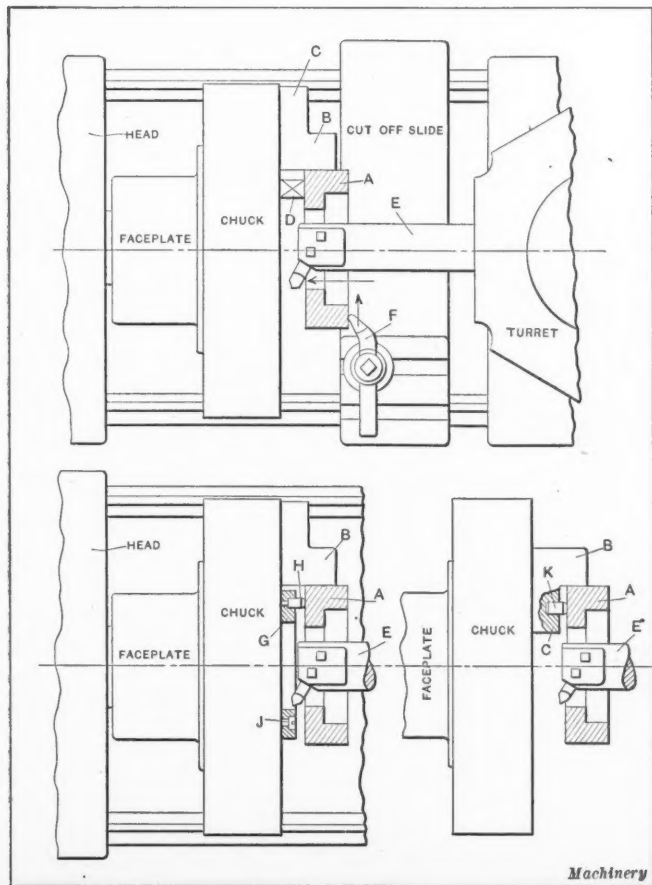 C
B
CUT OFF SLIDE
HEAD
A
E
CHUCK
D
FACEPLATE
F
TURRET
HEAD
B
H
CHUCK
A
G
E
FACEPLATE
J
B
K
A
CHUCK
E
C
FACEPLATE
Machinery